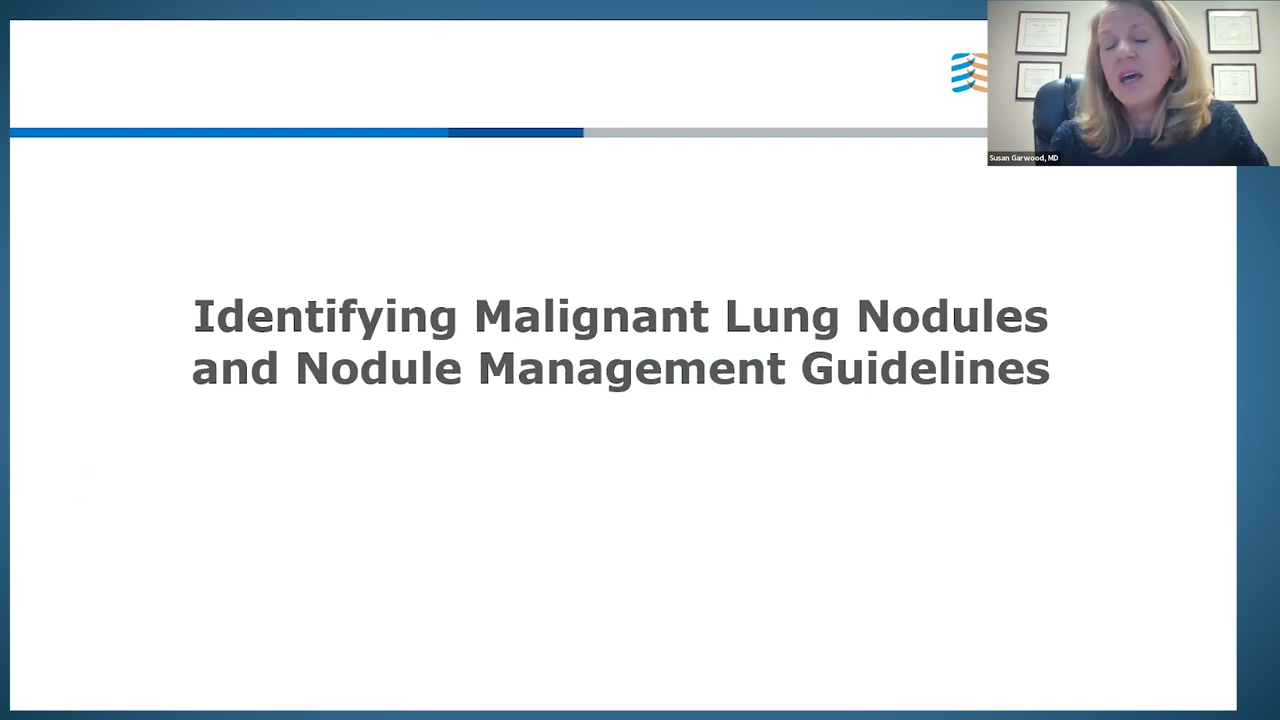 Susan Garwood, MD
Identifying Malignant Lung Nodules
and Nodule Management Guidelines